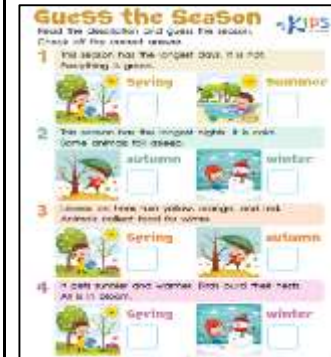 Guess the Season
KIPS
Read the description and guess the season.
Check off the correct answer.
1 This season has the longest days. It is hot.
Everything is green.
Spring
Summer
2 This season has the longest nights. It is cold.
Some animals fall asleep.
autumn
winter
3 Leaves on trees turn yellow, orange, and red.
Animals collect food for winter.
Spring
autumn
4 It gets sunnier and warmer. Birds build their nests.
All is in bloom.
Spring
winter